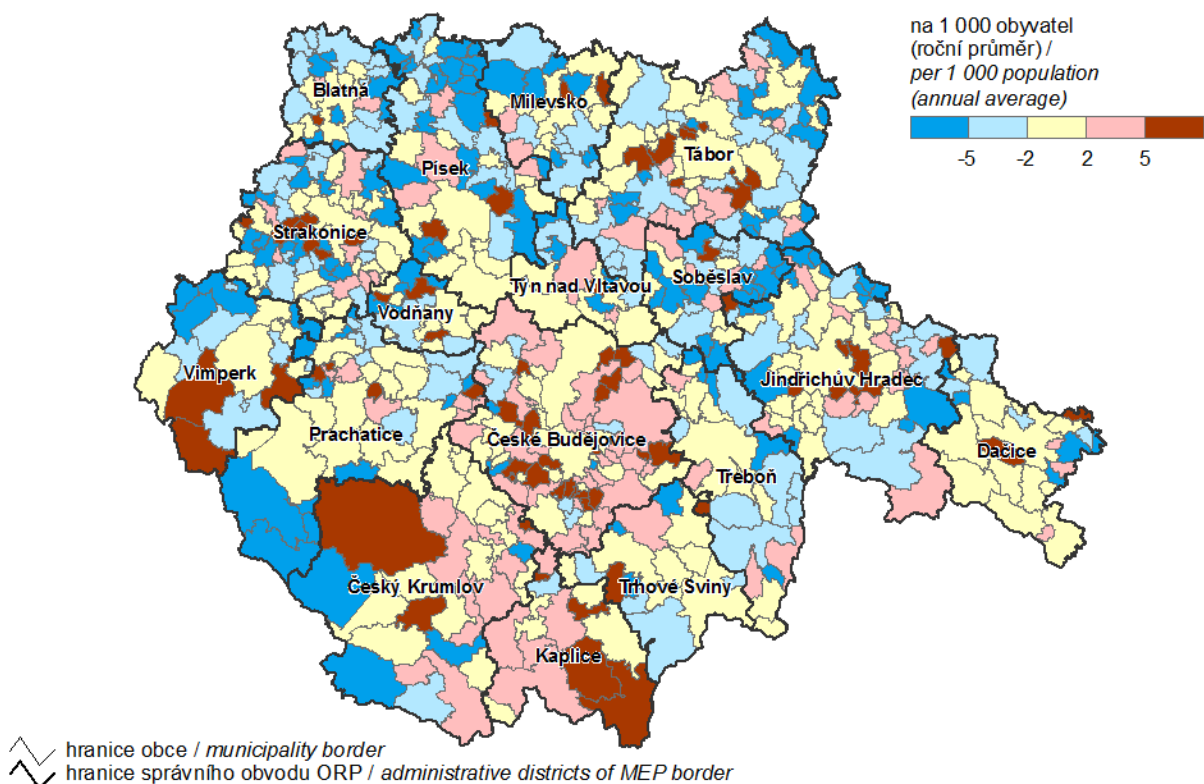 na 1 000 obyvatel
(roční průměr) /
per 1 000 population
(annual average)
-5 -2 2 5
Blatná
Milevsko
Tábor
Písek
Strakonice
Týn nad Vltavou
Soběslav
Vodňany
Vimperk
Jindřichův Hradec
Prachatice
České Budějovice
Dačice
Třeboň
Český Krumlov
Trhové Sviny
Kaplice
hranice obce / municipality border
hranice správního obvodu ORP / administrative districts of MEP border